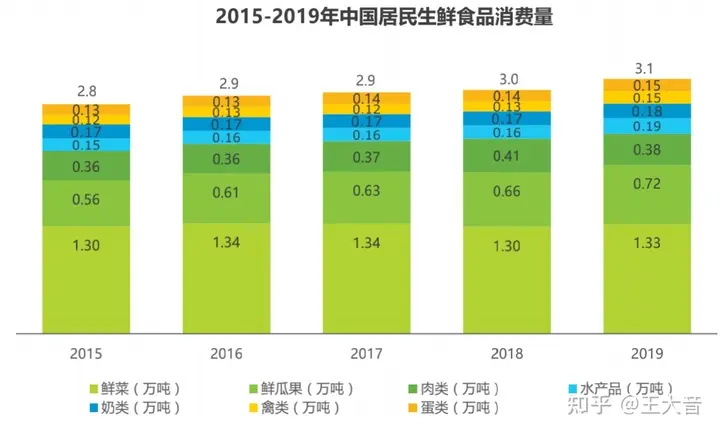 2015-2019年中国居民生鲜食品消费量
2.8 2.9 2.9 3.0 3.1
0.13 0.13 0.14 0.14 0.15
0.12 0.13 0.12 0.13 0.15
0.17 0.17 0.17 0.17 0.18
0.15 0.16 0.16 0.16 0.19
0.36 0.36 0.37 0.41 0.38
0.56 0.61 0.63 0.66 0.72
1.30 1.34 1.34 1.30 1.33
2015 2016 2017 2018 2019
鲜菜（万吨） 鲜瓜果（万吨） 肉类（万吨） 水产品（万吨）
奶类（万吨） 禽类（万吨） 蛋类（万吨）
知乎 @王大昔